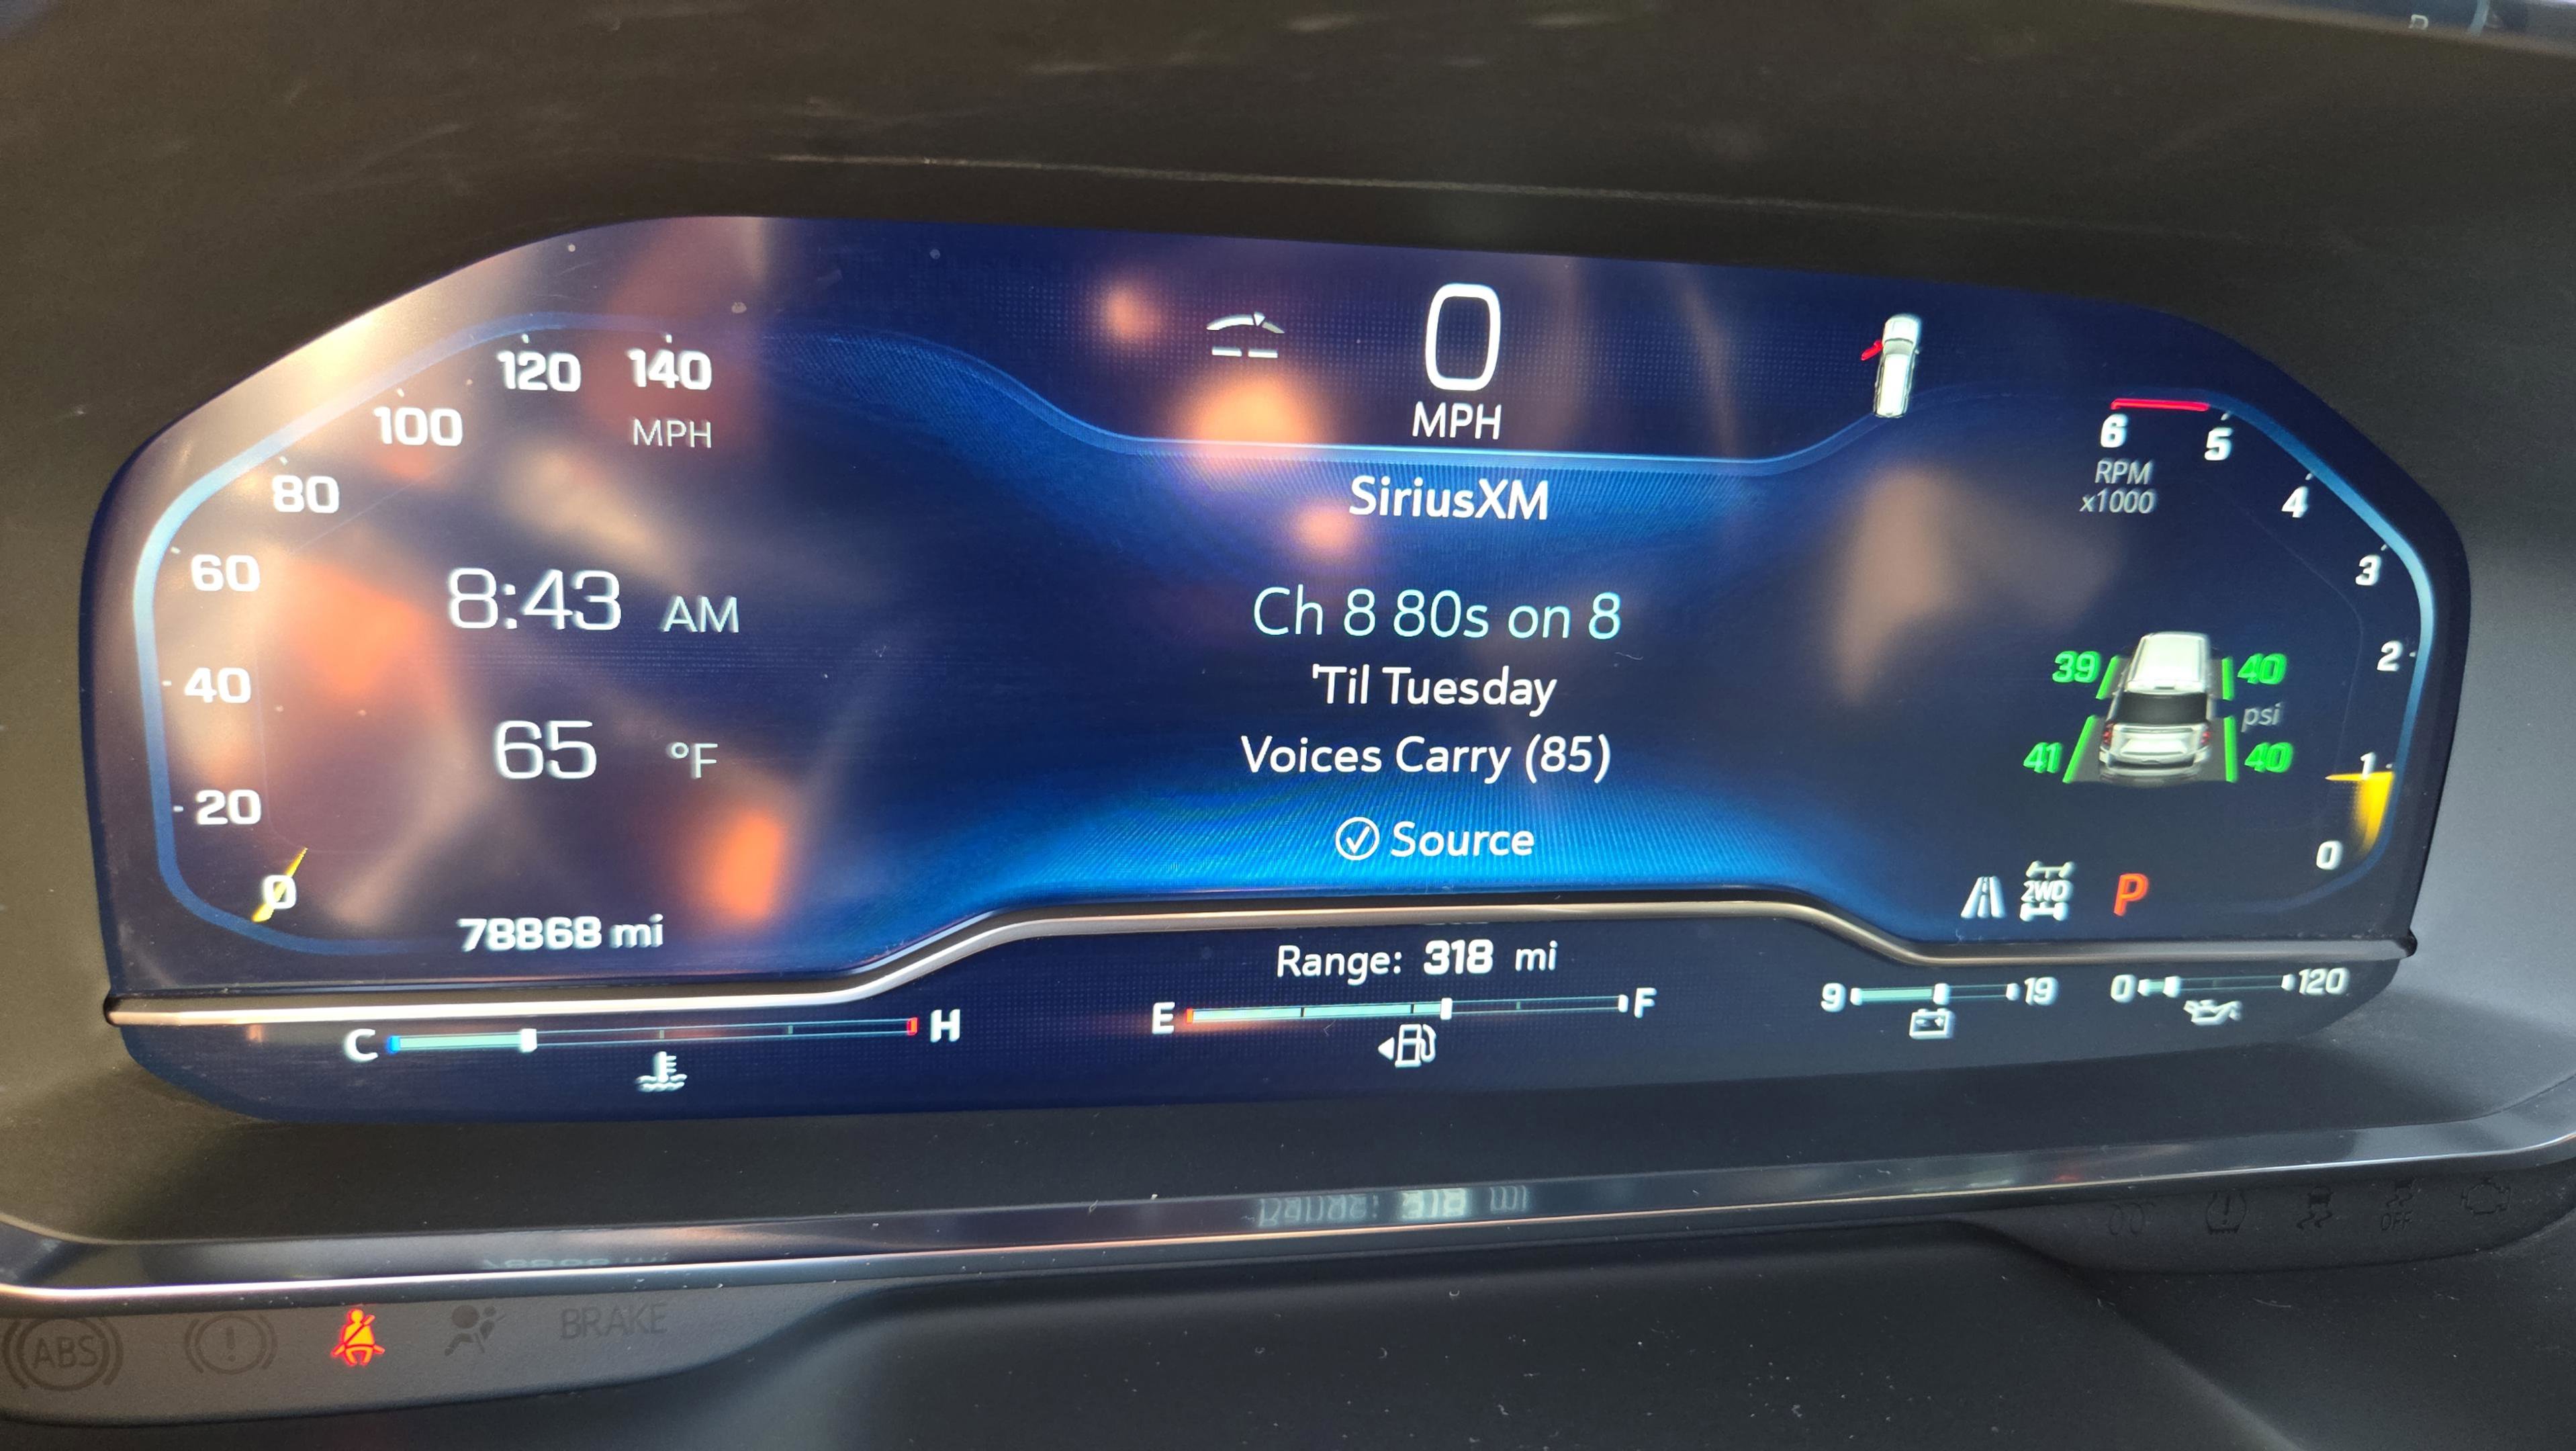 0
MPH
120 140
MPH
100
80
60
40
20
0
8:43 AM
65 °F
78868 mi
SiriusXM
Ch 8 80s on 8
'Til Tuesday
Voices Carry (85)
Source
6 5
RPM
x1000
4
3
2
1
0
39 40
psi
41 40
2WD P
Range: 318 mi
C H
E F
9 19
0 120
ABS
BRAKE
OFF